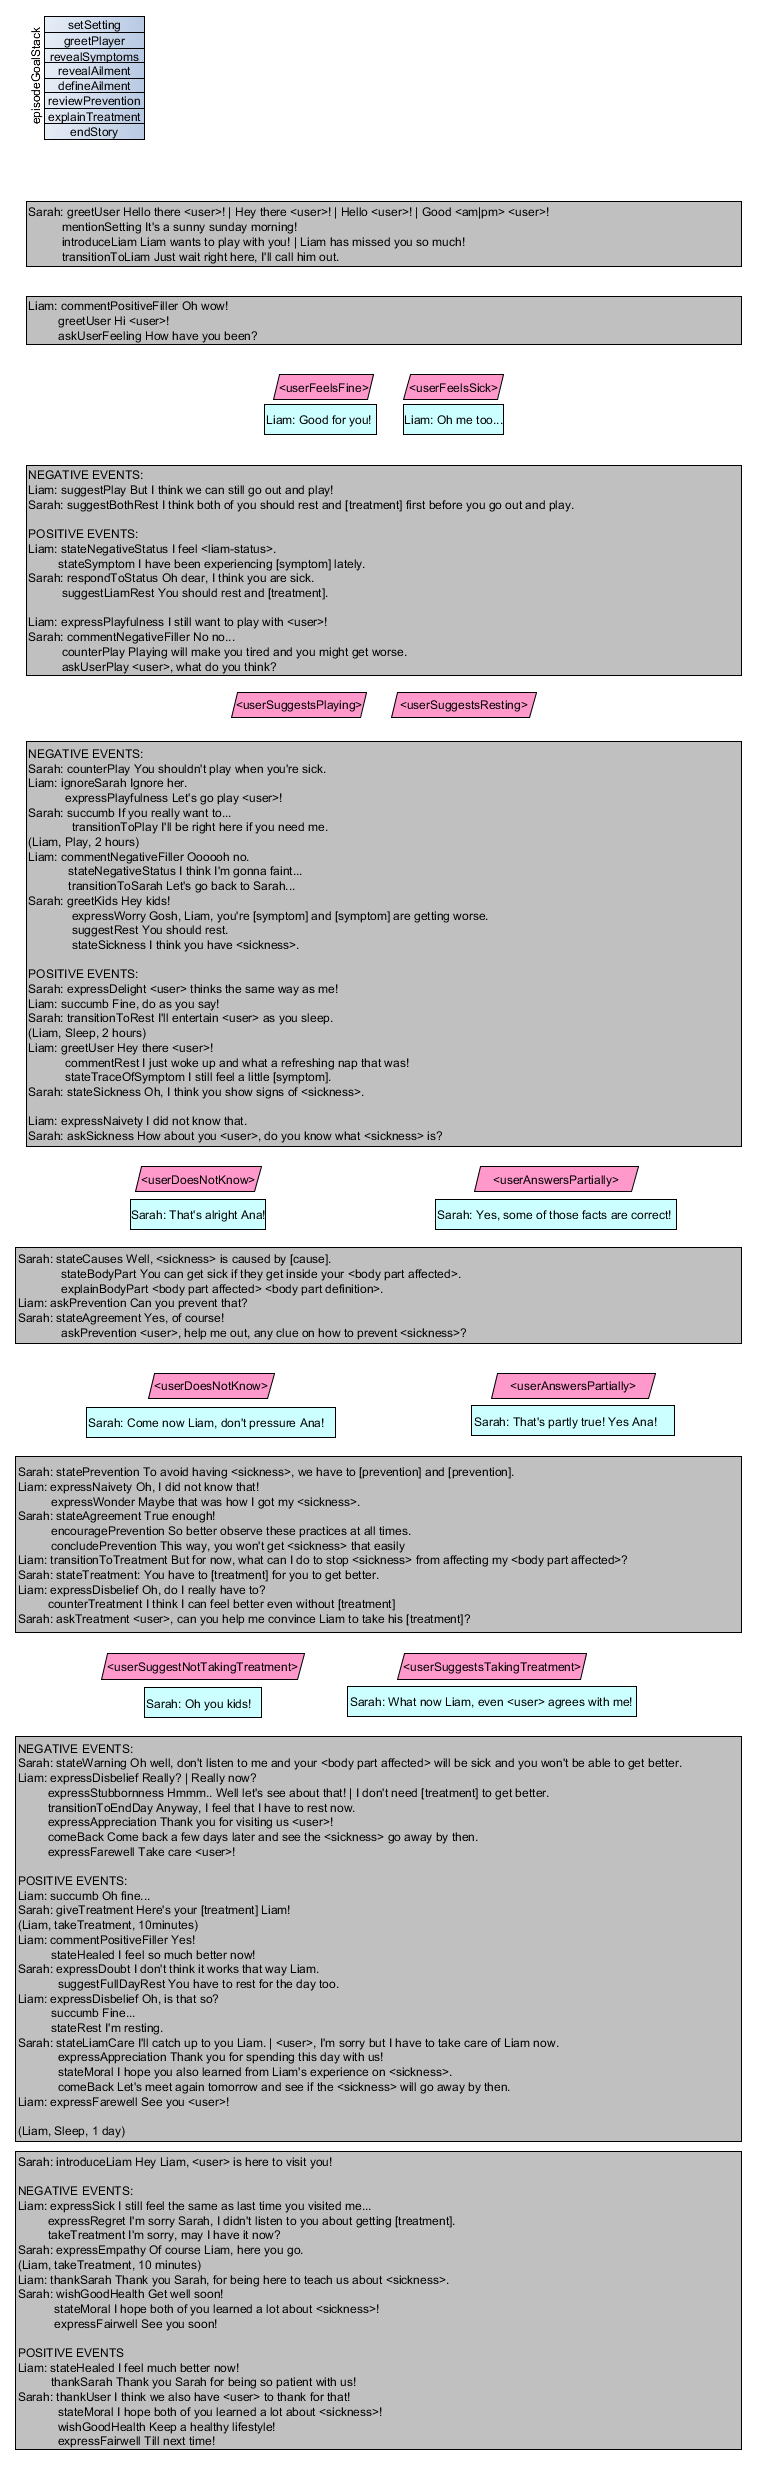 episodeGoalStack
setSetting
greetPlayer
revealSymptoms
revealAilment
defineAilment
reviewPrevention
explainTreatment
endStory
Sarah: greetUser Hello there <user>! | Hey there <user>! | Hello <user>! | Good <am|pm> <user>!
mentionSetting It's a sunny sunday morning!
introduceLiam Liam wants to play with you! | Liam has missed you so much!
transitionToLiam Just wait right here, I'll call him out.
Liam: commentPositiveFiller Oh wow!
greetUser Hi <user>!
askUserFeeling How have you been?
<userFeelsFine> <userFeelsSick>
Liam: Good for you! Liam: Oh me too...
NEGATIVE EVENTS:
Liam: suggestPlay But I think we can still go out and play!
Sarah: suggestBothRest I think both of you should rest and [treatment] first before you go out and play.
POSITIVE EVENTS:
Liam: stateNegativeStatus I feel <liam-status>.
stateSymptom I have been experiencing [symptom] lately.
Sarah: respondToStatus Oh dear, I think you are sick.
suggestLiamRest You should rest and [treatment].
Liam: expressPlayfulness I still want to play with <user>!
Sarah: commentNegativeFiller No no...
counterPlay Playing will make you tired and you might get worse.
askUserPlay <user>, what do you think?
<userSuggestsPlaying> <userSuggestsResting>
NEGATIVE EVENTS:
Sarah: counterPlay You shouldn't play when you're sick.
Liam: ignoreSarah Ignore her.
expressPlayfulness Let's go play <user>!
Sarah: succumb If you really want to...
transitionToPlay I'll be right here if you need me.
(Liam, Play, 2 hours)
Liam: commentNegativeFiller Oooooh no.
stateNegativeStatus I think I'm gonna faint...
transitionToSarah Let's go back to Sarah...
Sarah: greetKids Hey kids!
expressWorry Gosh, Liam, you're [symptom] and [symptom] are getting worse.
suggestRest You should rest.
stateSickness I think you have <sickness>.
POSITIVE EVENTS:
Sarah: expressDelight <user> thinks the same way as me!
Liam: succumb Fine, do as you say!
Sarah: transitionToRest I'll entertain <user> as you sleep.
(Liam, Sleep, 2 hours)
Liam: greetUser Hey there <user>!
commentRest I just woke up and what a refreshing nap that was!
stateTraceOfSymptom I still feel a little [symptom].
Sarah: stateSickness Oh, I think you show signs of <sickness>.
Liam: expressNaivety I did not know that.
Sarah: askSickness How about you <user>, do you know what <sickness> is?
<userDoesNotKnow> <userAnswersPartially>
Sarah: That's alright Ana! Sarah: Yes, some of those facts are correct!
Sarah: stateCauses Well, <sickness> is caused by [cause].
stateBodyPart You can get sick if they get inside your <body part affected>.
explainBodyPart <body part affected> <body part definition>.
Liam: askPrevention Can you prevent that?
Sarah: stateAgreement Yes, of course!
askPrevention <user>, help me out, any clue on how to prevent <sickness>?
<userDoesNotKnow> <userAnswersPartially>
Sarah: Come now Liam, don't pressure Ana! Sarah: That's partly true! Yes Ana!
Sarah: statePrevention To avoid having <sickness>, we have to [prevention] and [prevention].
Liam: expressNaivety Oh, I did not know that!
expressWonder Maybe that was how I got my <sickness>.
Sarah: stateAgreement True enough!
encouragePrevention So better observe these practices at all times.
concludePrevention This way, you won't get <sickness> that easily
Liam: transitionToTreatment But for now, what can I do to stop <sickness> from affecting my <body part affected>?
Sarah: stateTreatment: You have to [treatment] for you to get better.
Liam: expressDisbelief Oh, do I really have to?
counterTreatment I think I can feel better even without [treatment]
Sarah: askTreatment <user>, can you help me convince Liam to take his [treatment]?
<userSuggestNotTakingTreatment> <userSuggestsTakingTreatment>
Sarah: Oh you kids! Sarah: What now Liam, even <user> agrees with me!
NEGATIVE EVENTS:
Sarah: stateWarning Oh well, don't listen to me and your <body part affected> will be sick and you won't be able to get better.
Liam: expressDisbelief Really? | Really now?
expressStubbornness Hmmm.. Well let's see about that! | I don't need [treatment] to get better.
transitionToEndDay Anyway, I feel that I have to rest now.
expressAppreciation Thank you for visiting us <user>!
comeBack Come back a few days later and see the <sickness> go away by then.
expressFarewell Take care <user>!
POSITIVE EVENTS:
Liam: succumb Oh fine...
Sarah: giveTreatment Here's your [treatment] Liam!
(Liam, takeTreatment, 10minutes)
Liam: commentPositiveFiller Yes!
stateHealed I feel so much better now!
Sarah: expressDoubt I don't think it works that way Liam.
suggestFullDayRest You have to rest for the day too.
Liam: expressDisbelief Oh, is that so?
succumb Fine...
stateRest I'm resting.
Sarah: stateLiamCare I'll catch up to you Liam. | <user>, I'm sorry but I have to take care of Liam now.
expressAppreciation Thank you for spending this day with us!
stateMoral I hope you also learned from Liam's experience on <sickness>.
comeBack Let's meet again tomorrow and see if the <sickness> will go away by then.
Liam: expressFarewell See you <user>!
(Liam, Sleep, 1 day)
Sarah: introduceLiam Hey Liam, <user> is here to visit you!
NEGATIVE EVENTS:
Liam: expressSick I still feel the same as last time you visited me...
expressRegret I'm sorry Sarah, I didn't listen to you about getting [treatment].
takeTreatment I'm sorry, may I have it now?
Sarah: expressEmpathy Of course Liam, here you go.
(Liam, takeTreatment, 10 minutes)
Liam: thankSarah Thank you Sarah, for being here to teach us about <sickness>.
Sarah: wishGoodHealth Get well soon!
stateMoral I hope both of you learned a lot about <sickness>!
expressFairwell See you soon!
POSITIVE EVENTS
Liam: stateHealed I feel much better now!
thankSarah Thank you Sarah for being so patient with us!
Sarah: thankUser I think we also have <user> to thank for that!
stateMoral I hope both of you learned a lot about <sickness>!
wishGoodHealth Keep a healthy lifestyle!
expressFairwell Till next time!